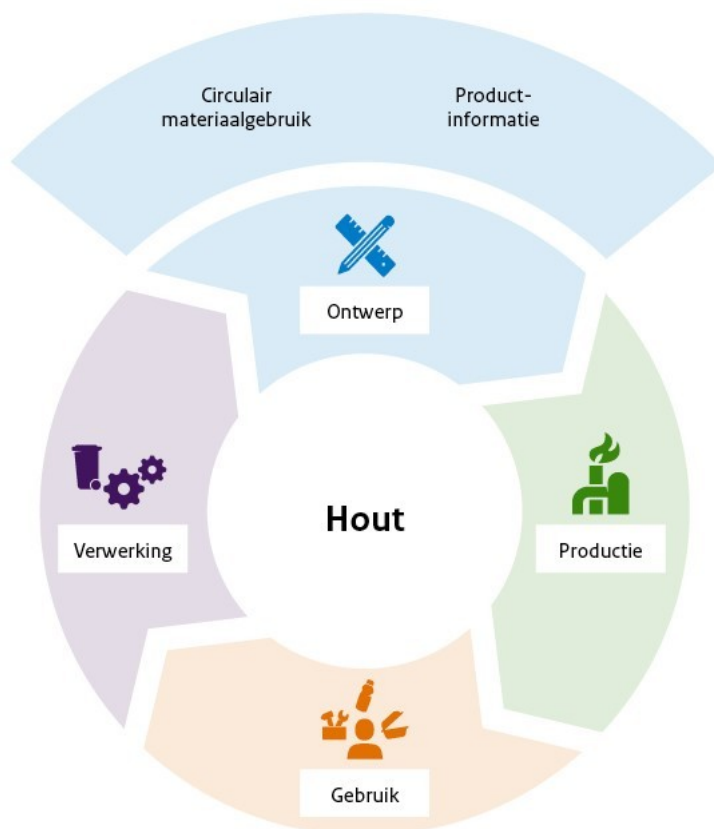 Circulair
materiaalgebruik
Product-
informatie
Ontwerp
Verwerking
Hout
Productie
Gebruik